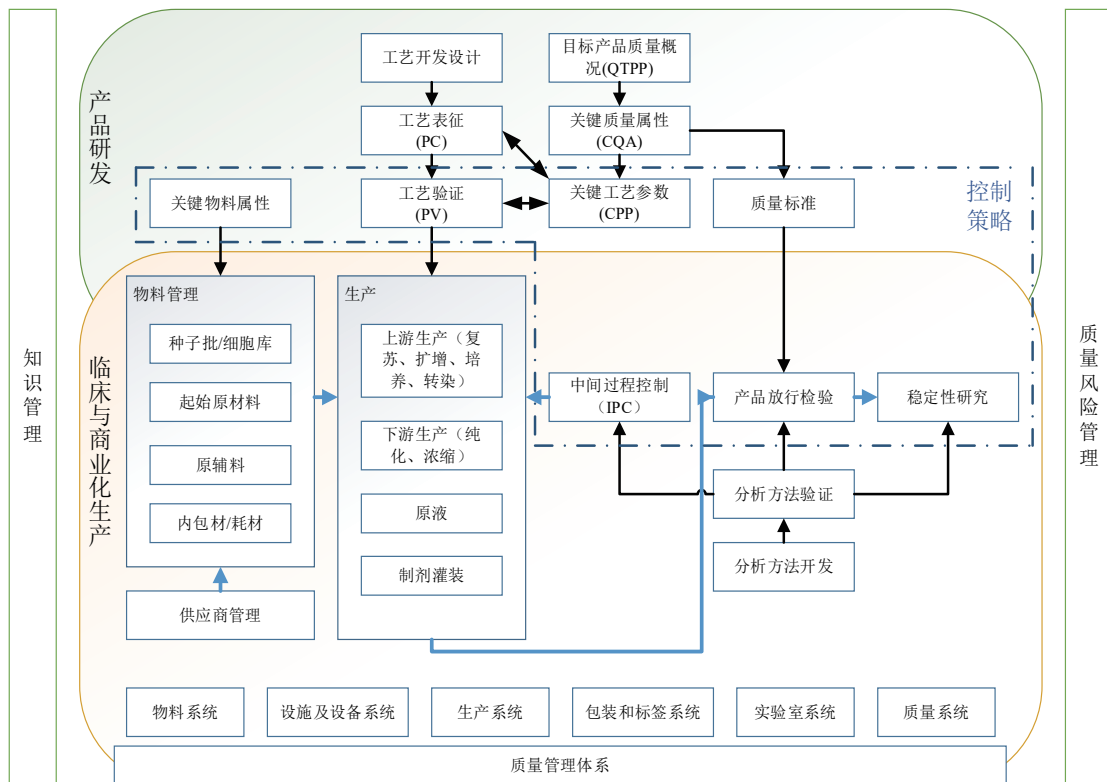 知识管理
产品研发
工艺开发设计
目标产品质量概
况(QTPP)
工艺表征
(PC)
关键质量属性
(CQA)
关键物料属性
工艺验证
(PV)
关键工艺参数
(CPP)
质量标准
控制
策略
临床与商业化生产
物料管理
种子批/细胞库
起始原材料
原辅料
内包材/耗材
供应商管理
生产
上游生产（复
苏、扩增、培
养、转染）
下游生产（纯
化、浓缩）
原液
制剂灌装
中间过程控制
（IPC）
产品放行检验
稳定性研究
分析方法验证
分析方法开发
物料系统
设施及设备系统
生产系统
包装和标签系统
实验室系统
质量系统
质量管理体系
质量风险管理